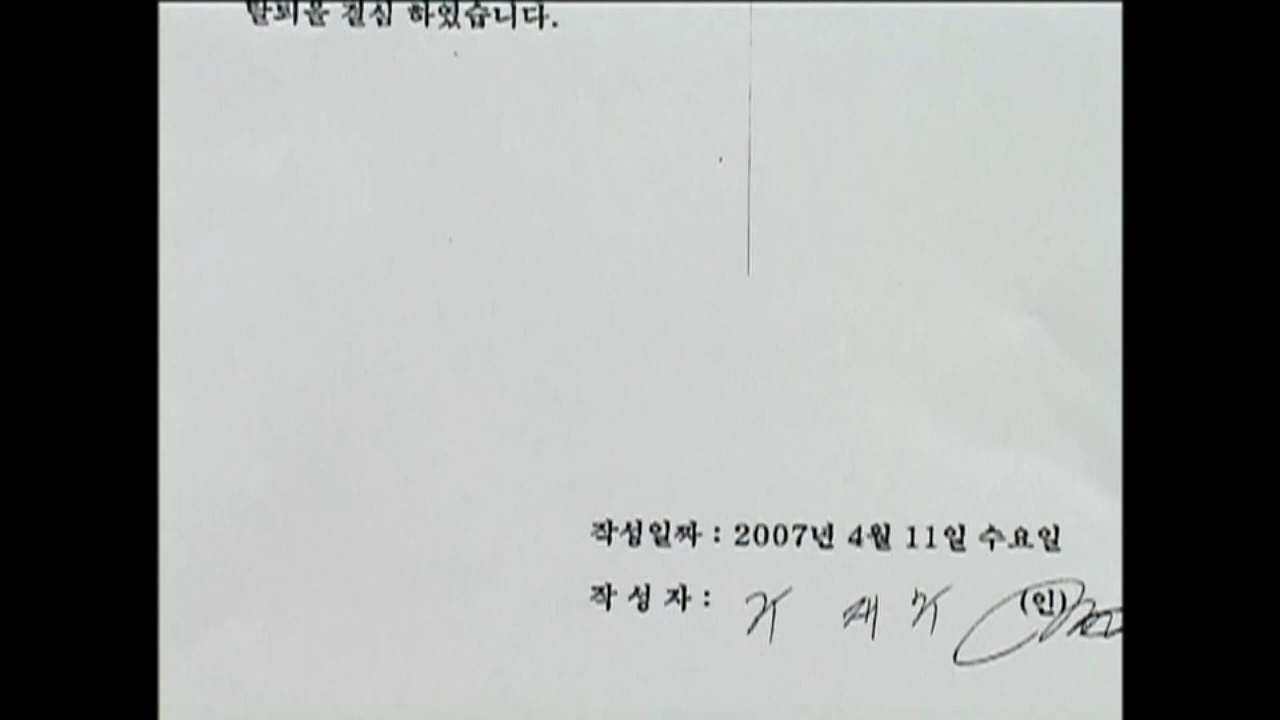 탈퇴을 결심 하였습니다.
작성일짜 : 2007년 4월 11일 수요일
작 성 자 :
(인)